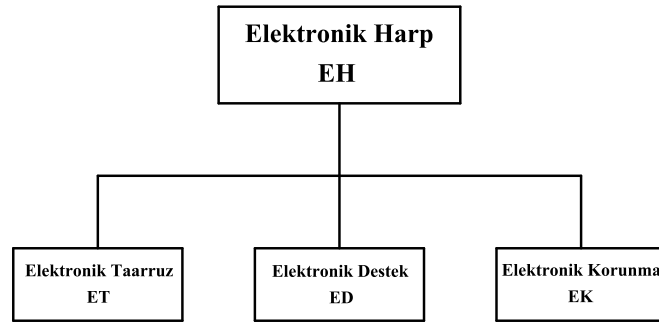 Elektronik Harp
EH
Elektronik Taarruz
ET
Elektronik Destek
ED
Elektronik Korunma
EK